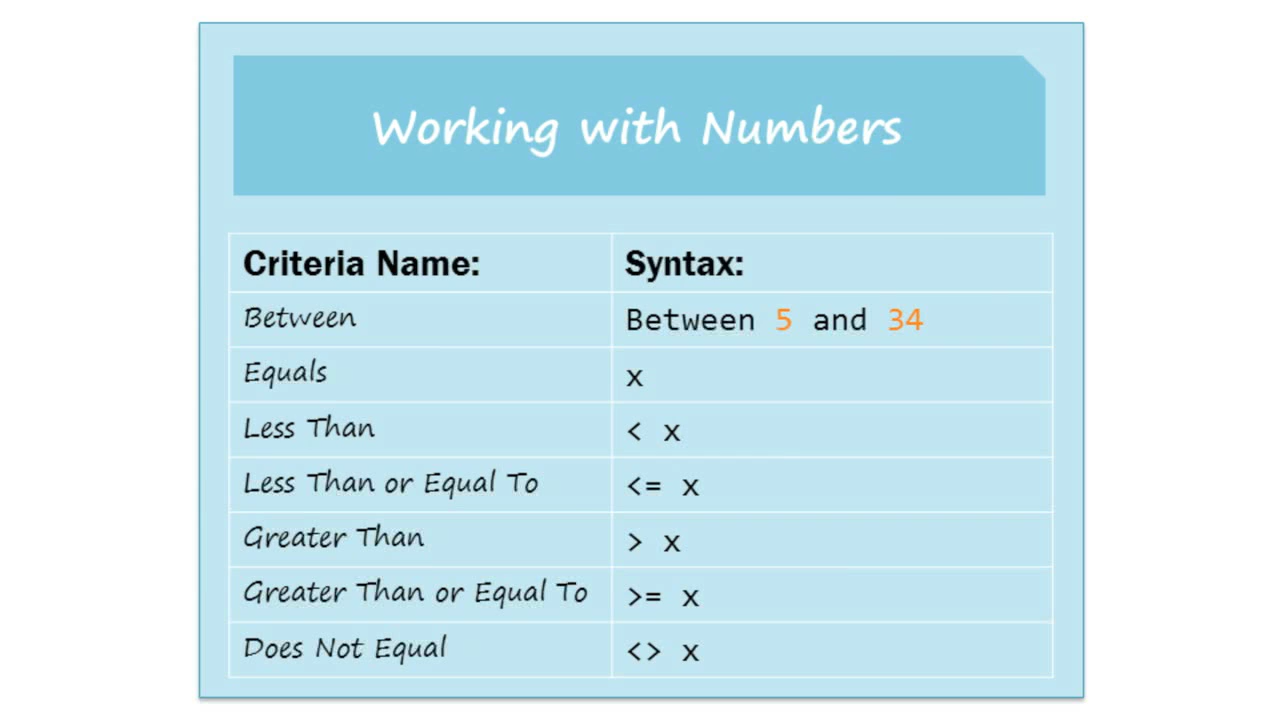 Working with Numbers
Criteria Name: Syntax:
Between Between 5 and 34
Equals x
Less Than < x
Less Than or Equal To <= x
Greater Than > x
Greater Than or Equal To >= x
Does Not Equal <> x